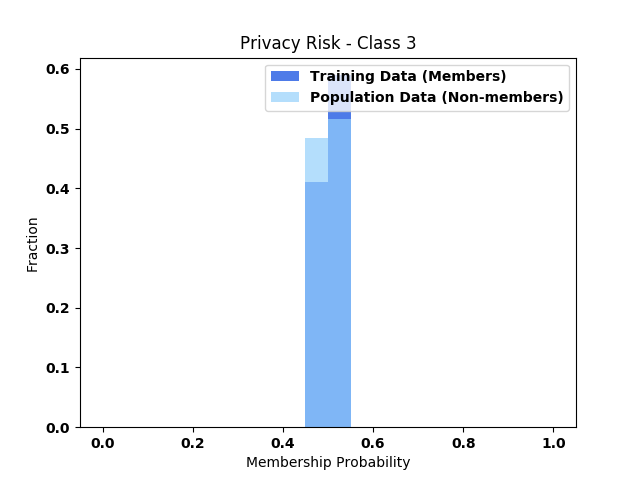 Privacy Risk - Class 3
Training Data (Members)
Population Data (Non-members)
0.6
0.5
0.4
0.3
0.2
0.1
0.0
Fraction
0.0 0.2 0.4 0.6 0.8 1.0
Membership Probability